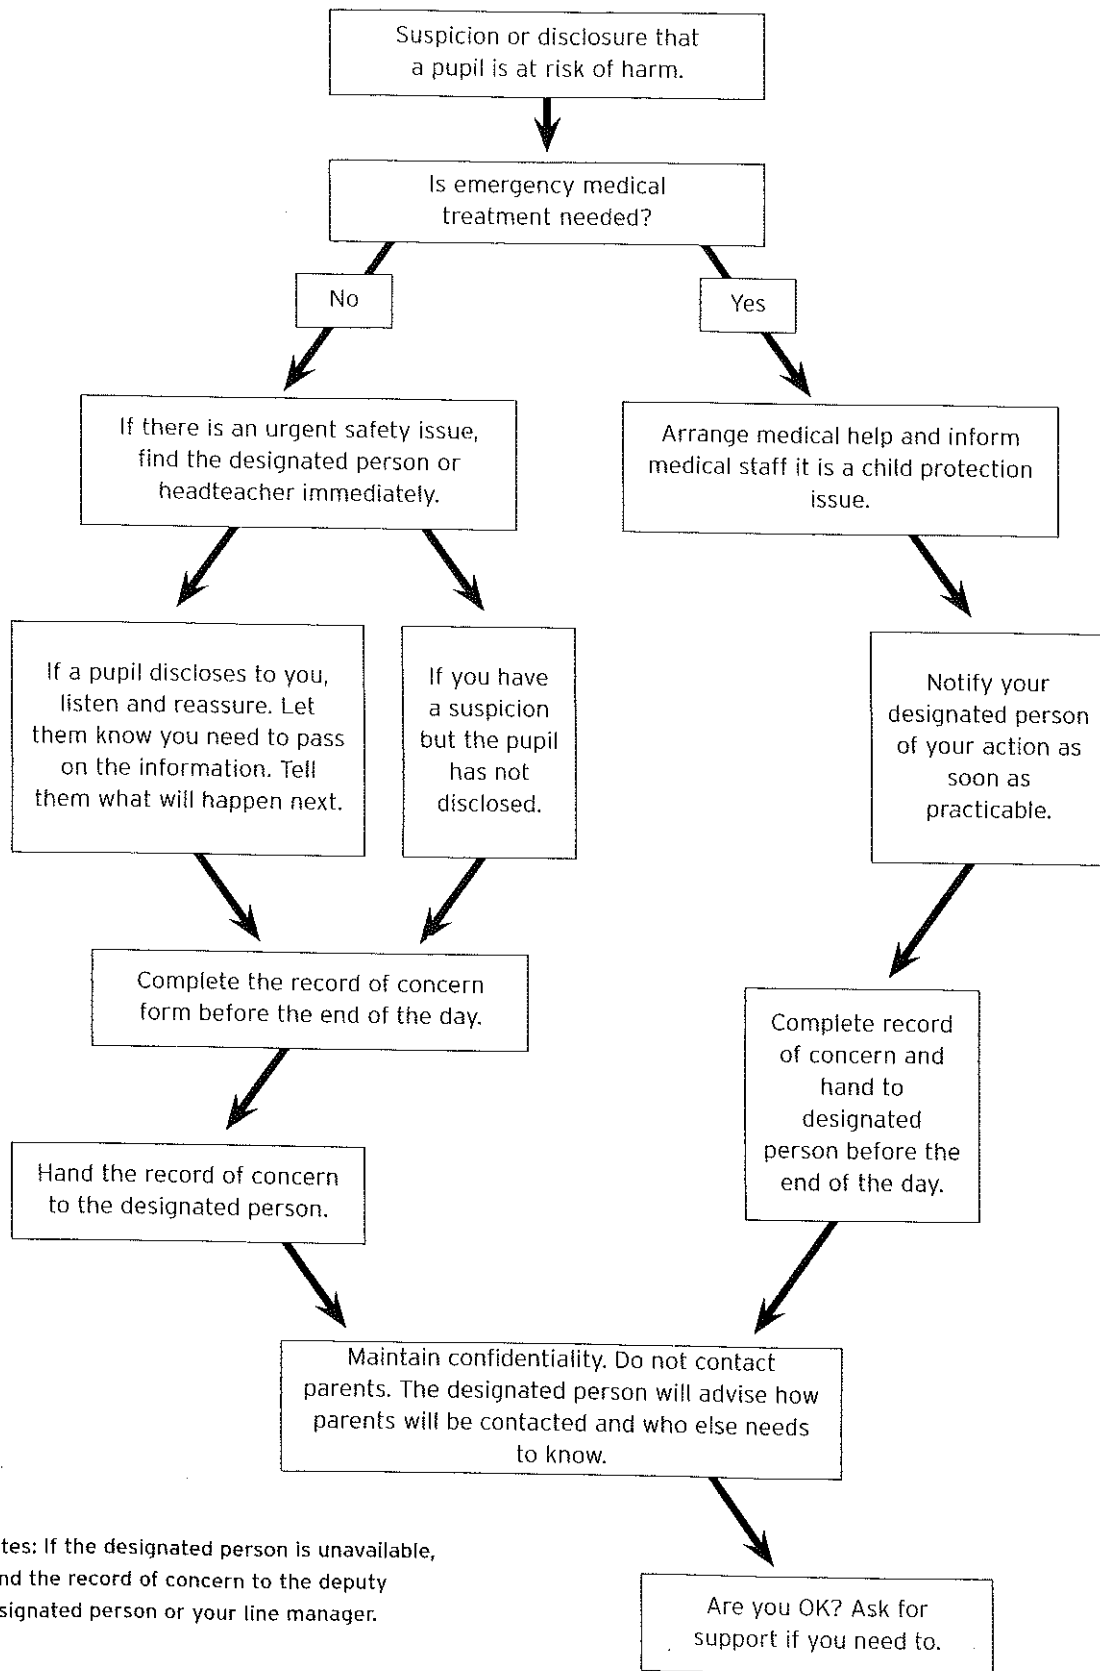 Suspicion or disclosure that
a pupil is at risk of harm.
Is emergency medical
treatment needed?
No
Yes
If there is an urgent safety issue,
find the designated person or
headteacher immediately.
Arrange medical help and inform
medical staff it is a child protection
issue.
If a pupil discloses to you,
listen and reassure. Let
them know you need to pass
on the information. Tell
them what will happen next.
If you have
a suspicion
but the pupil
has not
disclosed.
Notify your
designated person
of your action as
soon as
practicable.
Complete the record of concern
form before the end of the day.
Complete record
of concern and
hand to
designated
person before the
end of the day.
Hand the record of concern
to the designated person.
Maintain confidentiality. Do not contact
parents. The designated person will advise how
parents will be contacted and who else needs
to know.
tes: If the designated person is unavailable,
nd the record of concern to the deputy
signated person or your line manager.
Are you OK? Ask for
support if you need to.